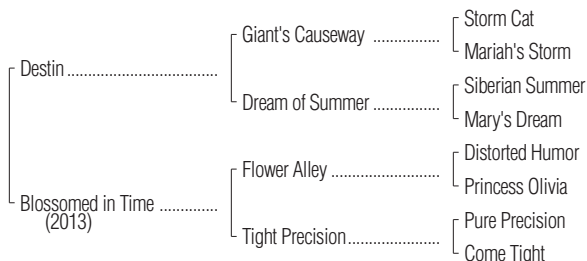 Storm Cat
Giant's Causeway ................
Mariah's Storm
Destin .....................................
Siberian Summer
Dream of Summer ................
Mary's Dream
Distorted Humor
Flower Alley ..........................
Princess Olivia
Blossomed in Time ..............
(2013)
Pure Precision
Tight Precision.......................
Come Tight